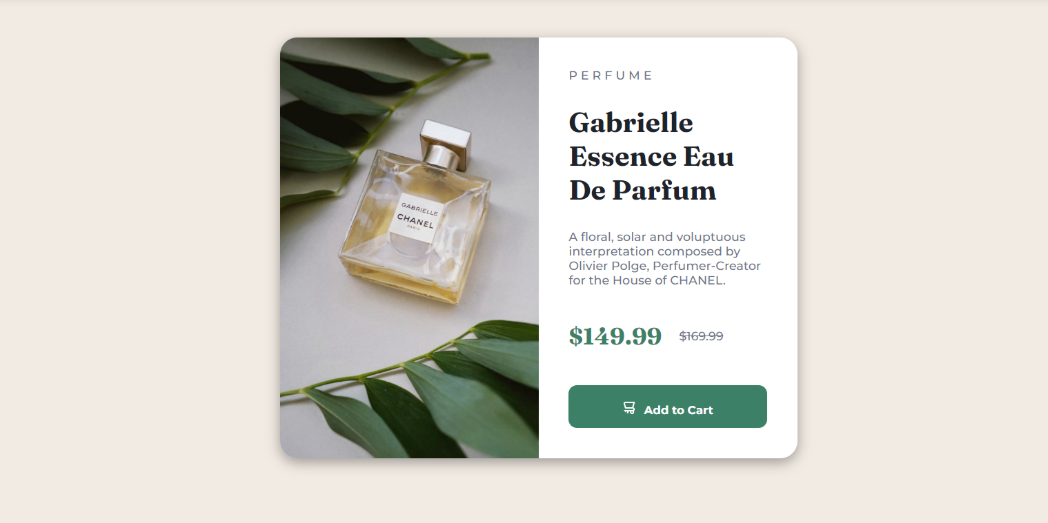 GABRIELLE
CHANEL
PARIS
PERFUME
Gabrielle
Essence Eau
De Parfum
A floral, solar and voluptuous
interpretation composed by
Olivier Polge, Perfumer-Creator
for the House of CHANEL.
$149.99 $169.99
Add to Cart